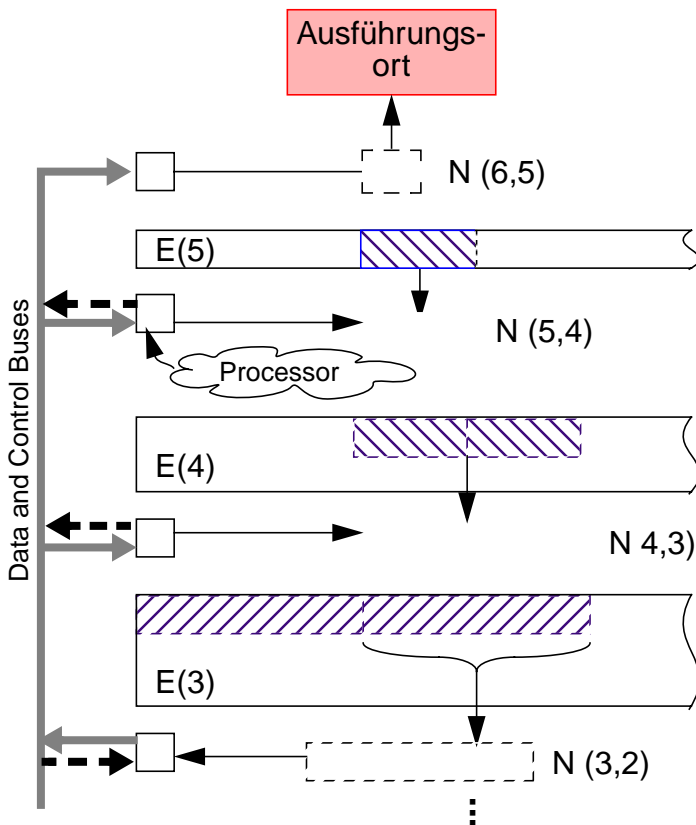 Ausführungs-
ort
N (6,5)
E(5)
N (5,4)
Processor
E(4)
N 4,3)
E(3)
N (3,2)
Data and Control Buses